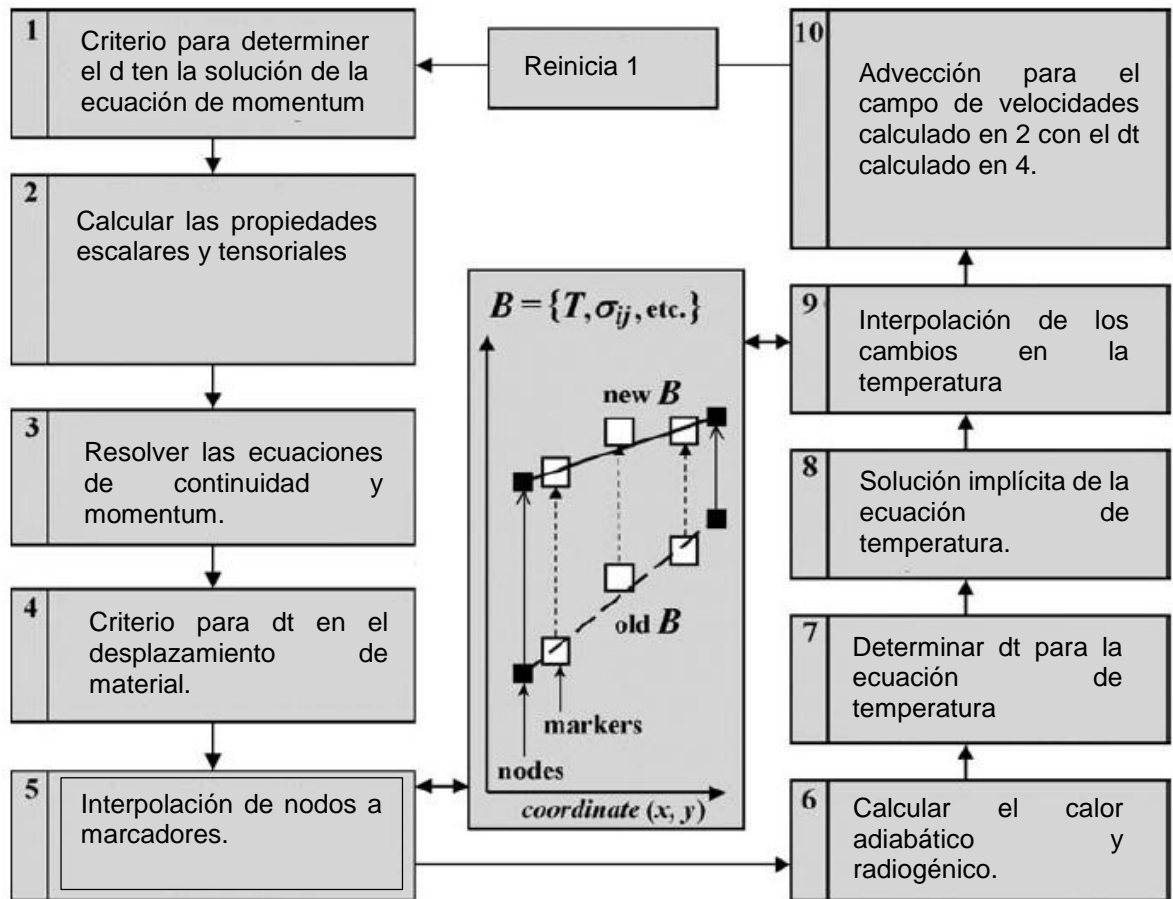 1
Criterio para determiner
el d ten la solución de la
ecuación de momentum
2
Calcular las propiedades
escalares y tensoriales
3
Resolver las ecuaciones
de continuidad y
momentum.
4
Criterio para dt en el
desplazamiento de
material.
5
Interpolación de nodos a
marcadores.
B = {T, σij, etc.}
new B
old B
markers
nodes
coordinate (x, y)
6
Calcular el calor
adiabático y
radiogénico.
7
Determinar dt para la
ecuación de
temperatura
8
Solución implícita de la
ecuación de
temperatura.
9
Interpolación de los
cambios en la
temperatura
10
Advección para el
campo de velocidades
calculado en 2 con el dt
calculado en 4.
Reinicia 1